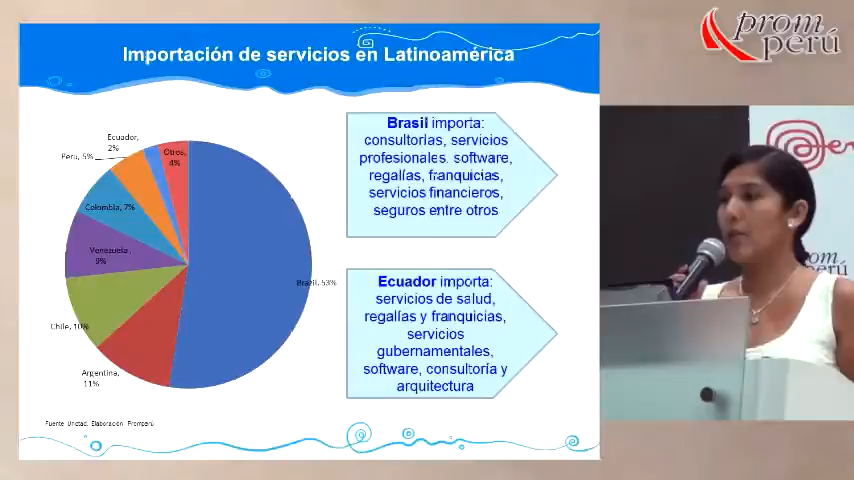 Importación de servicios en Latinoamérica
prom
perú
Ecuador,
2%
Peru, 5%
Otros,
4%
Colombia, 7%
Venezuela,
9%
Chile, 10%
Argentina,
11%
Brazil, 53%
Brasil importa:
consultorías, servicios
profesionales, software,
regalías, franquicias,
servicios financieros,
seguros entre otros
Ecuador importa:
servicios de salud,
regalías y franquicias,
servicios
gubernamentales,
software, consultoría y
arquitectura
Fuente Unctad. Elaboración Promperú